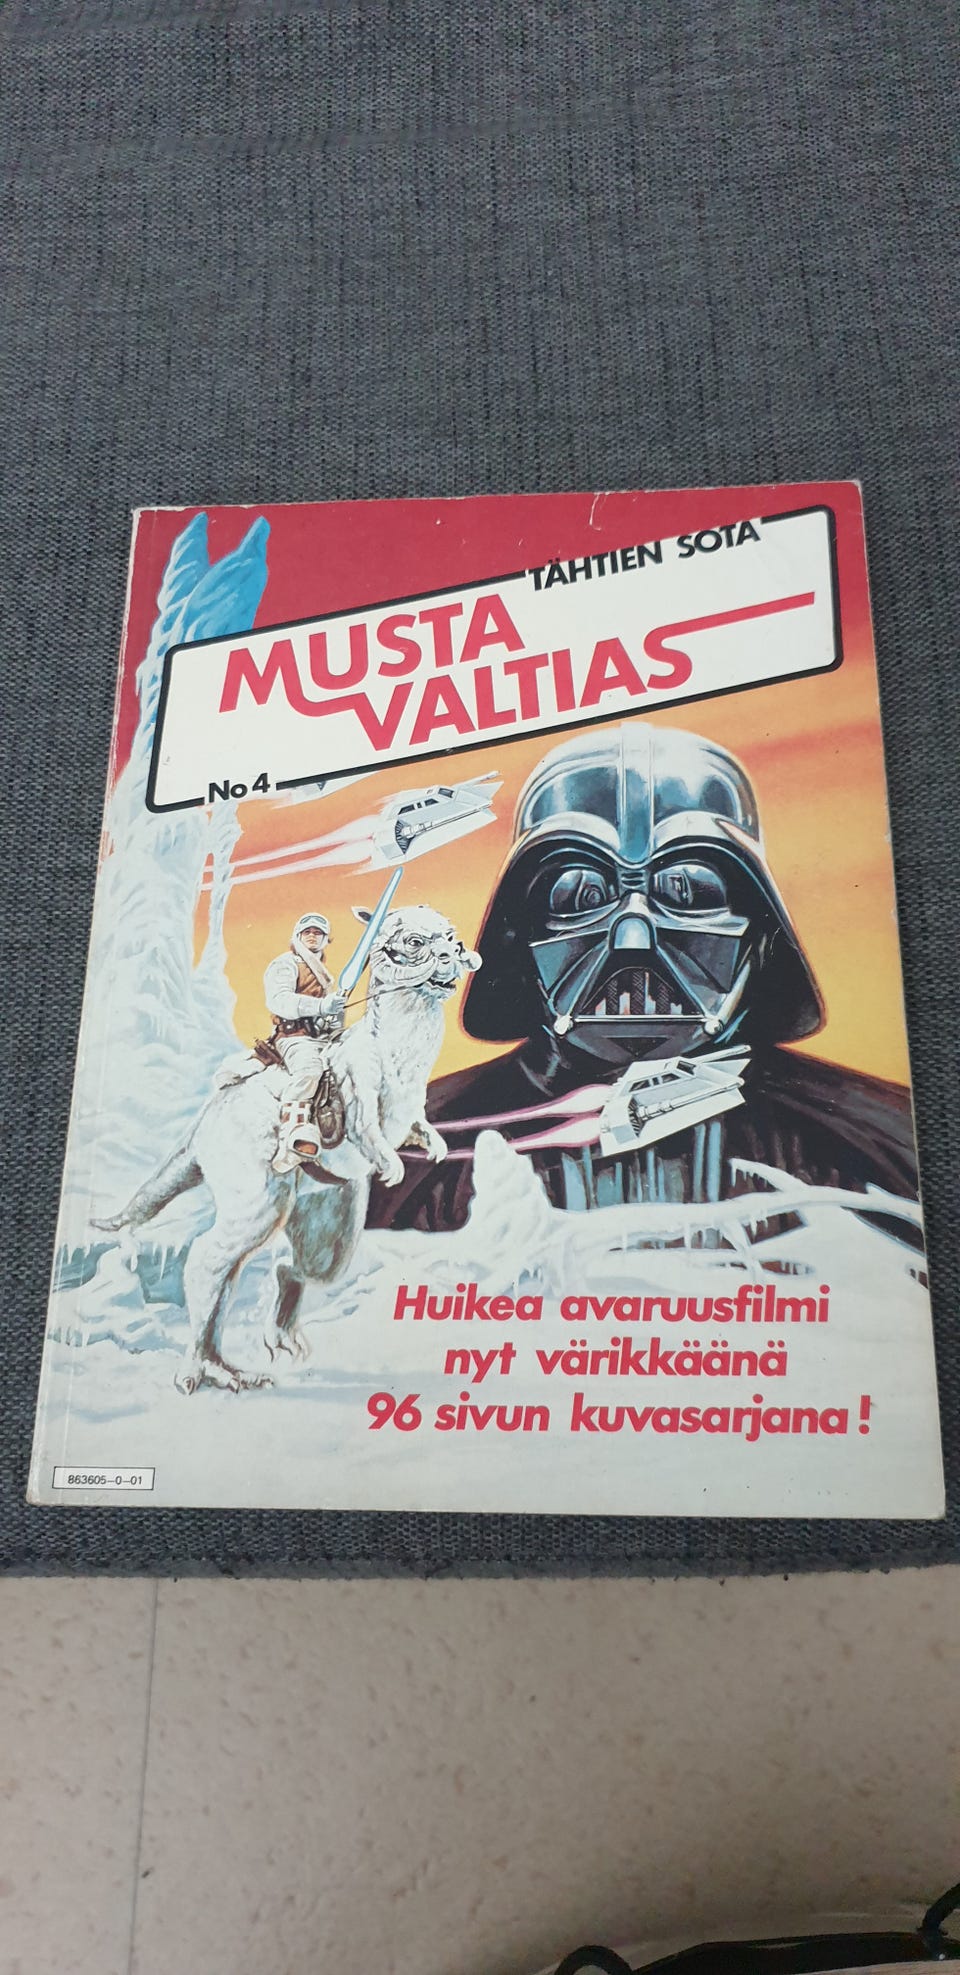 TÄHTIEN SOTA
MUSTA
VALTIAS
No 4
Huikea avaruusfilmi
nyt värikkäänä
96 sivun kuvasarjana!
863605-0-01